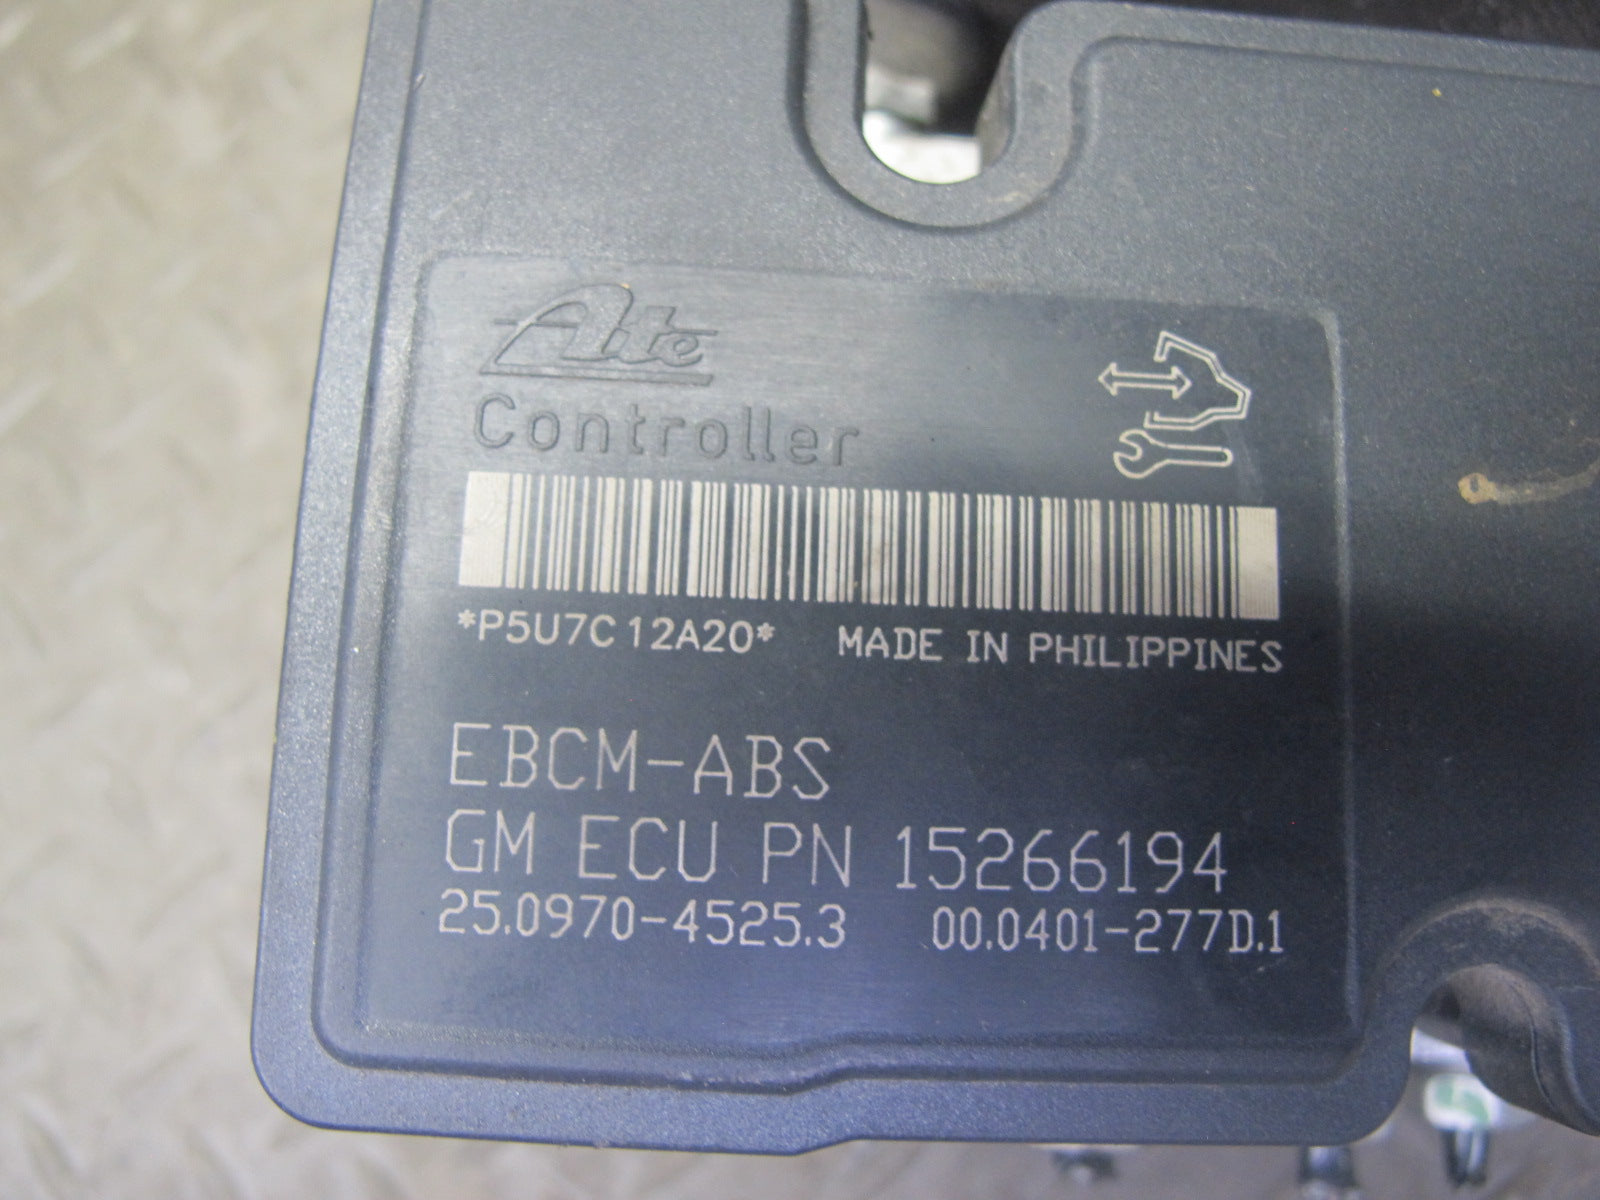 Ate
Controller
*P5U7C12A20* MADE IN PHILIPPINES
EBCM-ABS
GM ECU PN 15266194
25.0970-4525.3 00.0401-277D.1